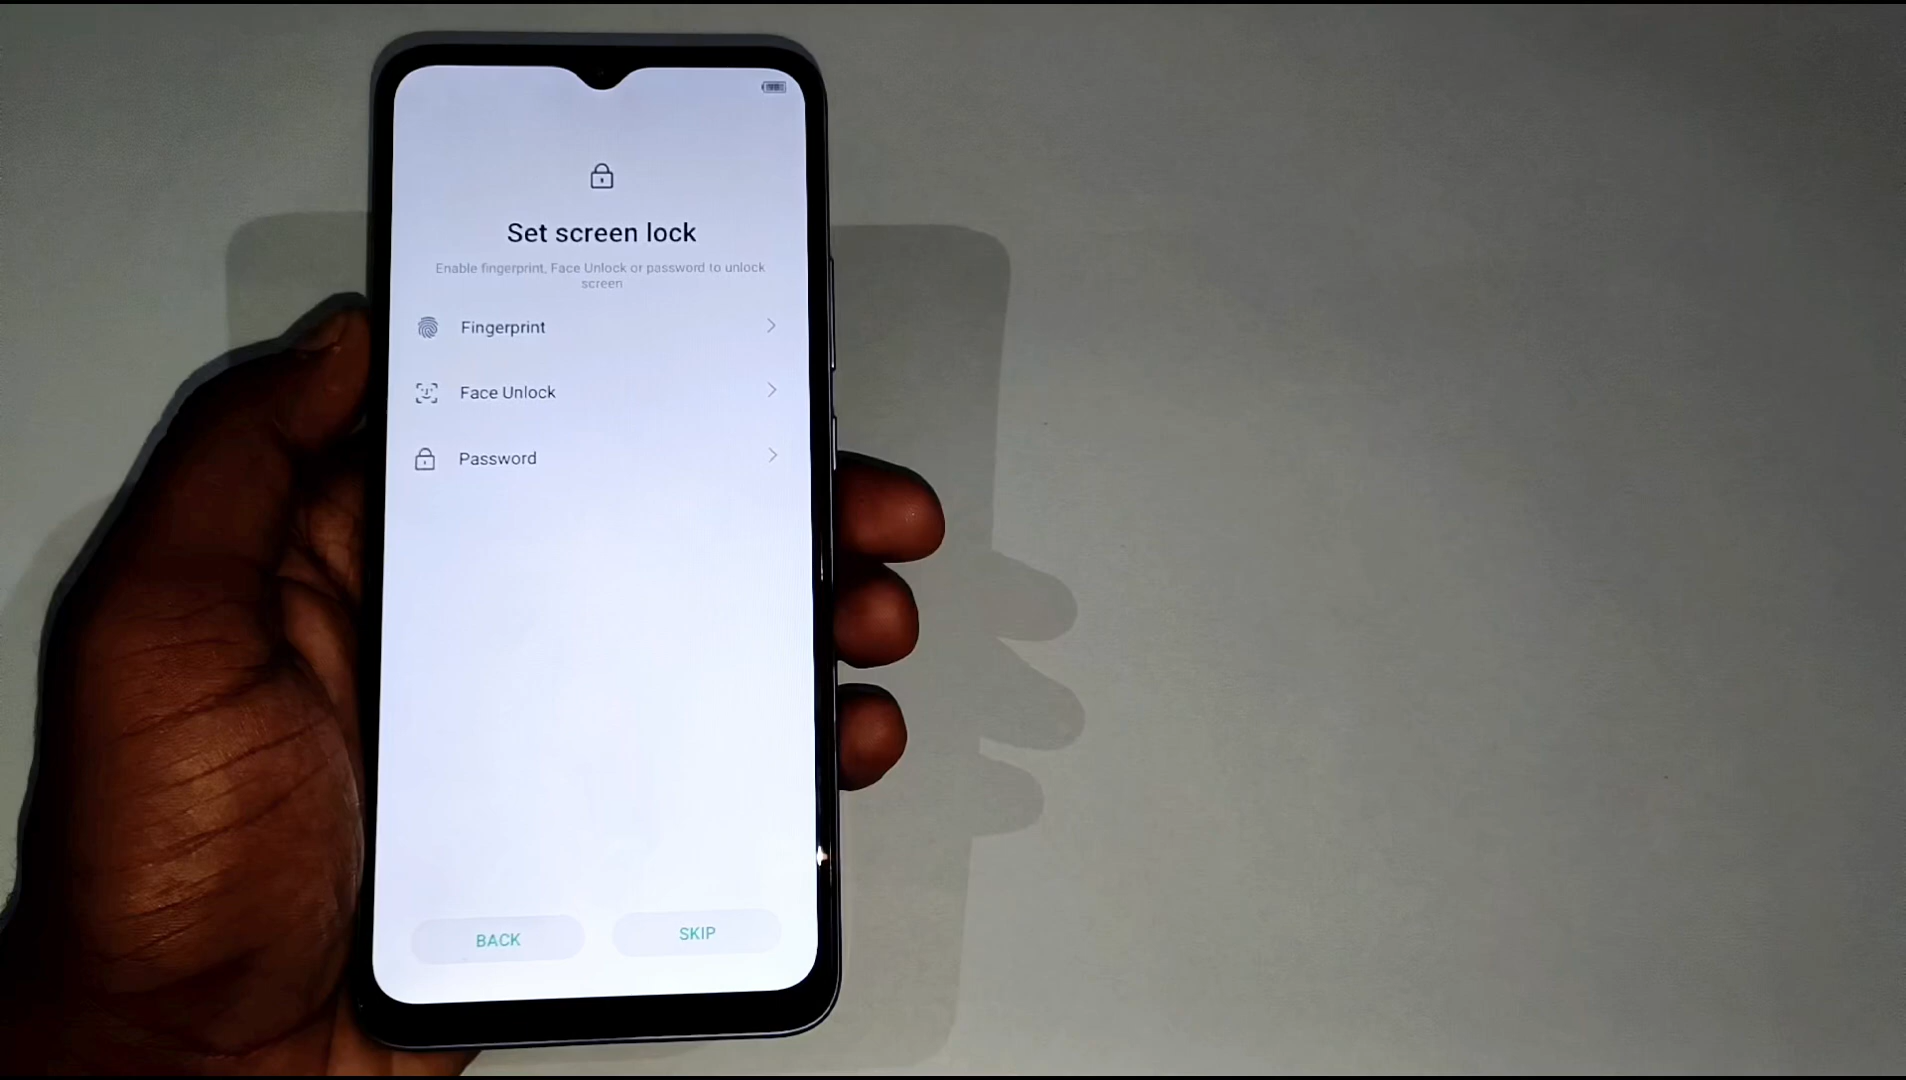 Set screen lock
Enable fingerprint, Face Unlock or password to unlock
screen
Fingerprint
Face Unlock
Password
BACK
SKIP